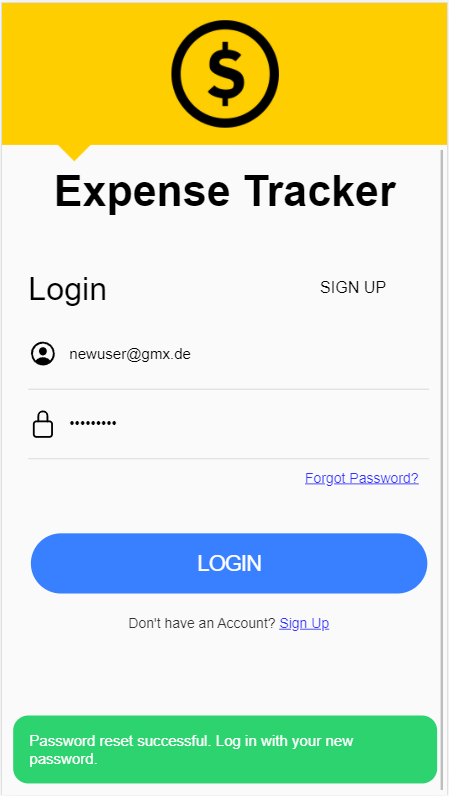 $
Expense Tracker
Login
SIGN UP
newuser@gmx.de
•••••••••
Forgot Password?
LOGIN
Don't have an Account? Sign Up
Password reset successful. Log in with your new
password.